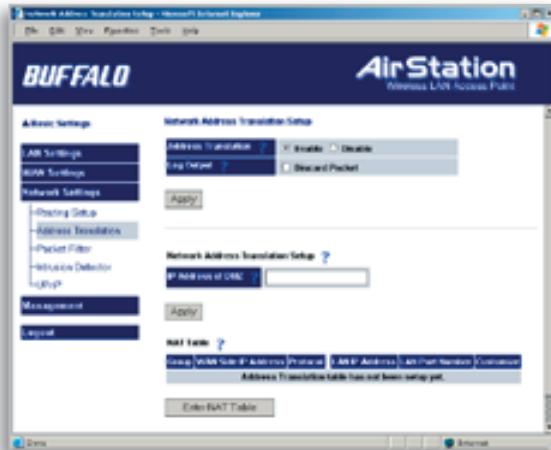 Network Address Translation Setup - Microsoft Internet Explorer
File Edit View Favorites Tools Help
BUFFALO
AirStation
Wireless LAN Access Point
Basic Settings
LAN Settings
WAN Settings
Network Settings
Routing Setup
Address Translation
Packet Filter
Intrusion Detector
UPnP
Management
Logout
Network Address Translation Setup
Address Translation ? Enable Disable
Log Output ? Discard Packet
Apply
Network Address Translation Setup ?
IP Address of DMZ ?
Apply
NAT Table ?
Group WAN Side IP Address Protocol LAN IP Address LAN Port Number Customize
Address Translation table has not been setup yet.
Enter NAT Table
Done
Internet